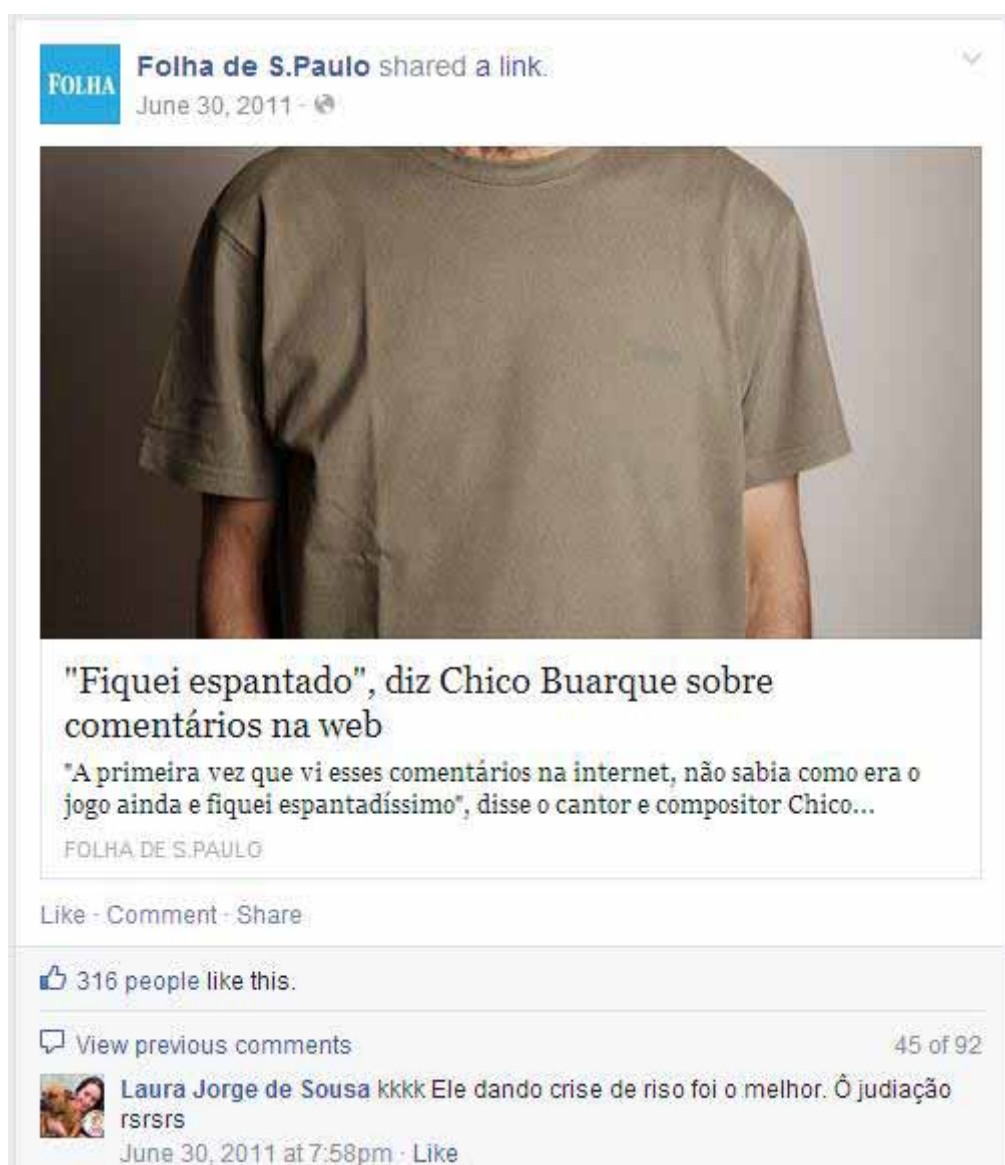 FOLHA
Folha de S.Paulo shared a link.
June 30, 2011 ·
"Fiquei espantado", diz Chico Buarque sobre
comentários na web
"A primeira vez que vi esses comentários na internet, não sabia como era o
jogo ainda e fiquei espantadíssimo", disse o cantor e compositor Chico...
FOLHA DE S.PAULO
Like · Comment · Share
316 people like this.
View previous comments 45 of 92
Laura Jorge de Sousa kkkk Ele dando crise de riso foi o melhor. Ô judiação
rsrsrs
June 30, 2011 at 7:58pm · Like